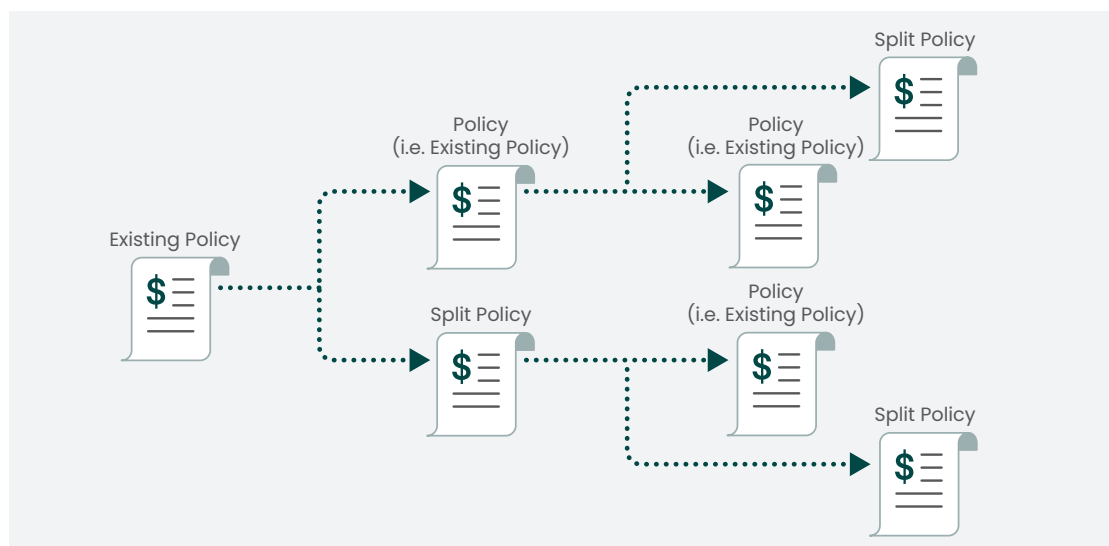 Split Policy
Policy
(i.e. Existing Policy)
Policy
(i.e. Existing Policy)
$
$
$
Existing Policy
$
Policy
(i.e. Existing Policy)
Split Policy
$
$
Split Policy
$